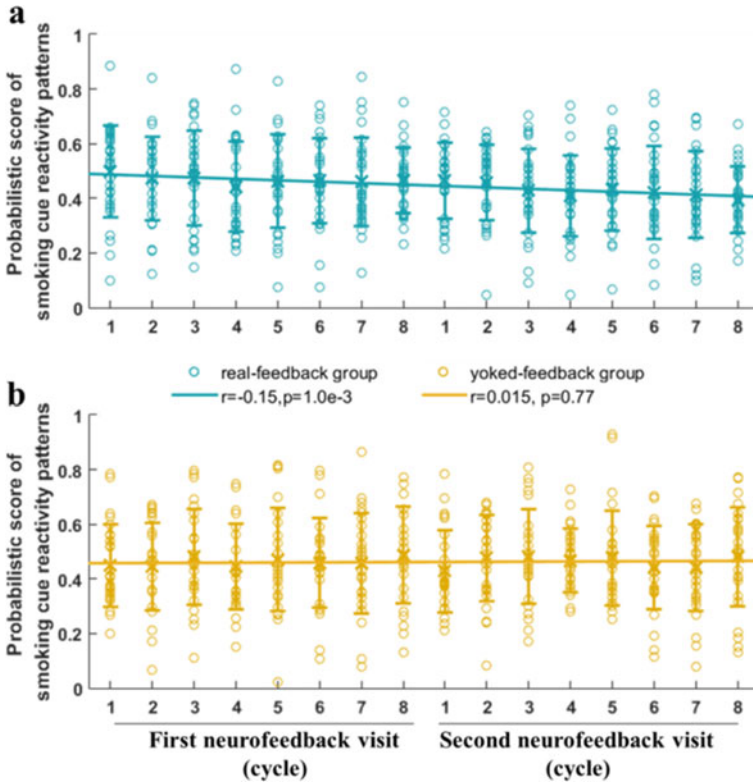 a
Probabilistic score of
smoking cue reactivity patterns
1
0.8
0.6
0.4
0.2
0
1 2 3 4 5 6 7 8 1 2 3 4 5 6 7 8
real-feedback group
r=-0.15,p=1.0e-3
yoked-feedback group
r=0.015, p=0.77
b
Probabilistic score of
smoking cue reactivity patterns
1
0.8
0.6
0.4
0.2
0
1 2 3 4 5 6 7 8 1 2 3 4 5 6 7 8
First neurofeedback visit
(cycle)
Second neurofeedback visit
(cycle)